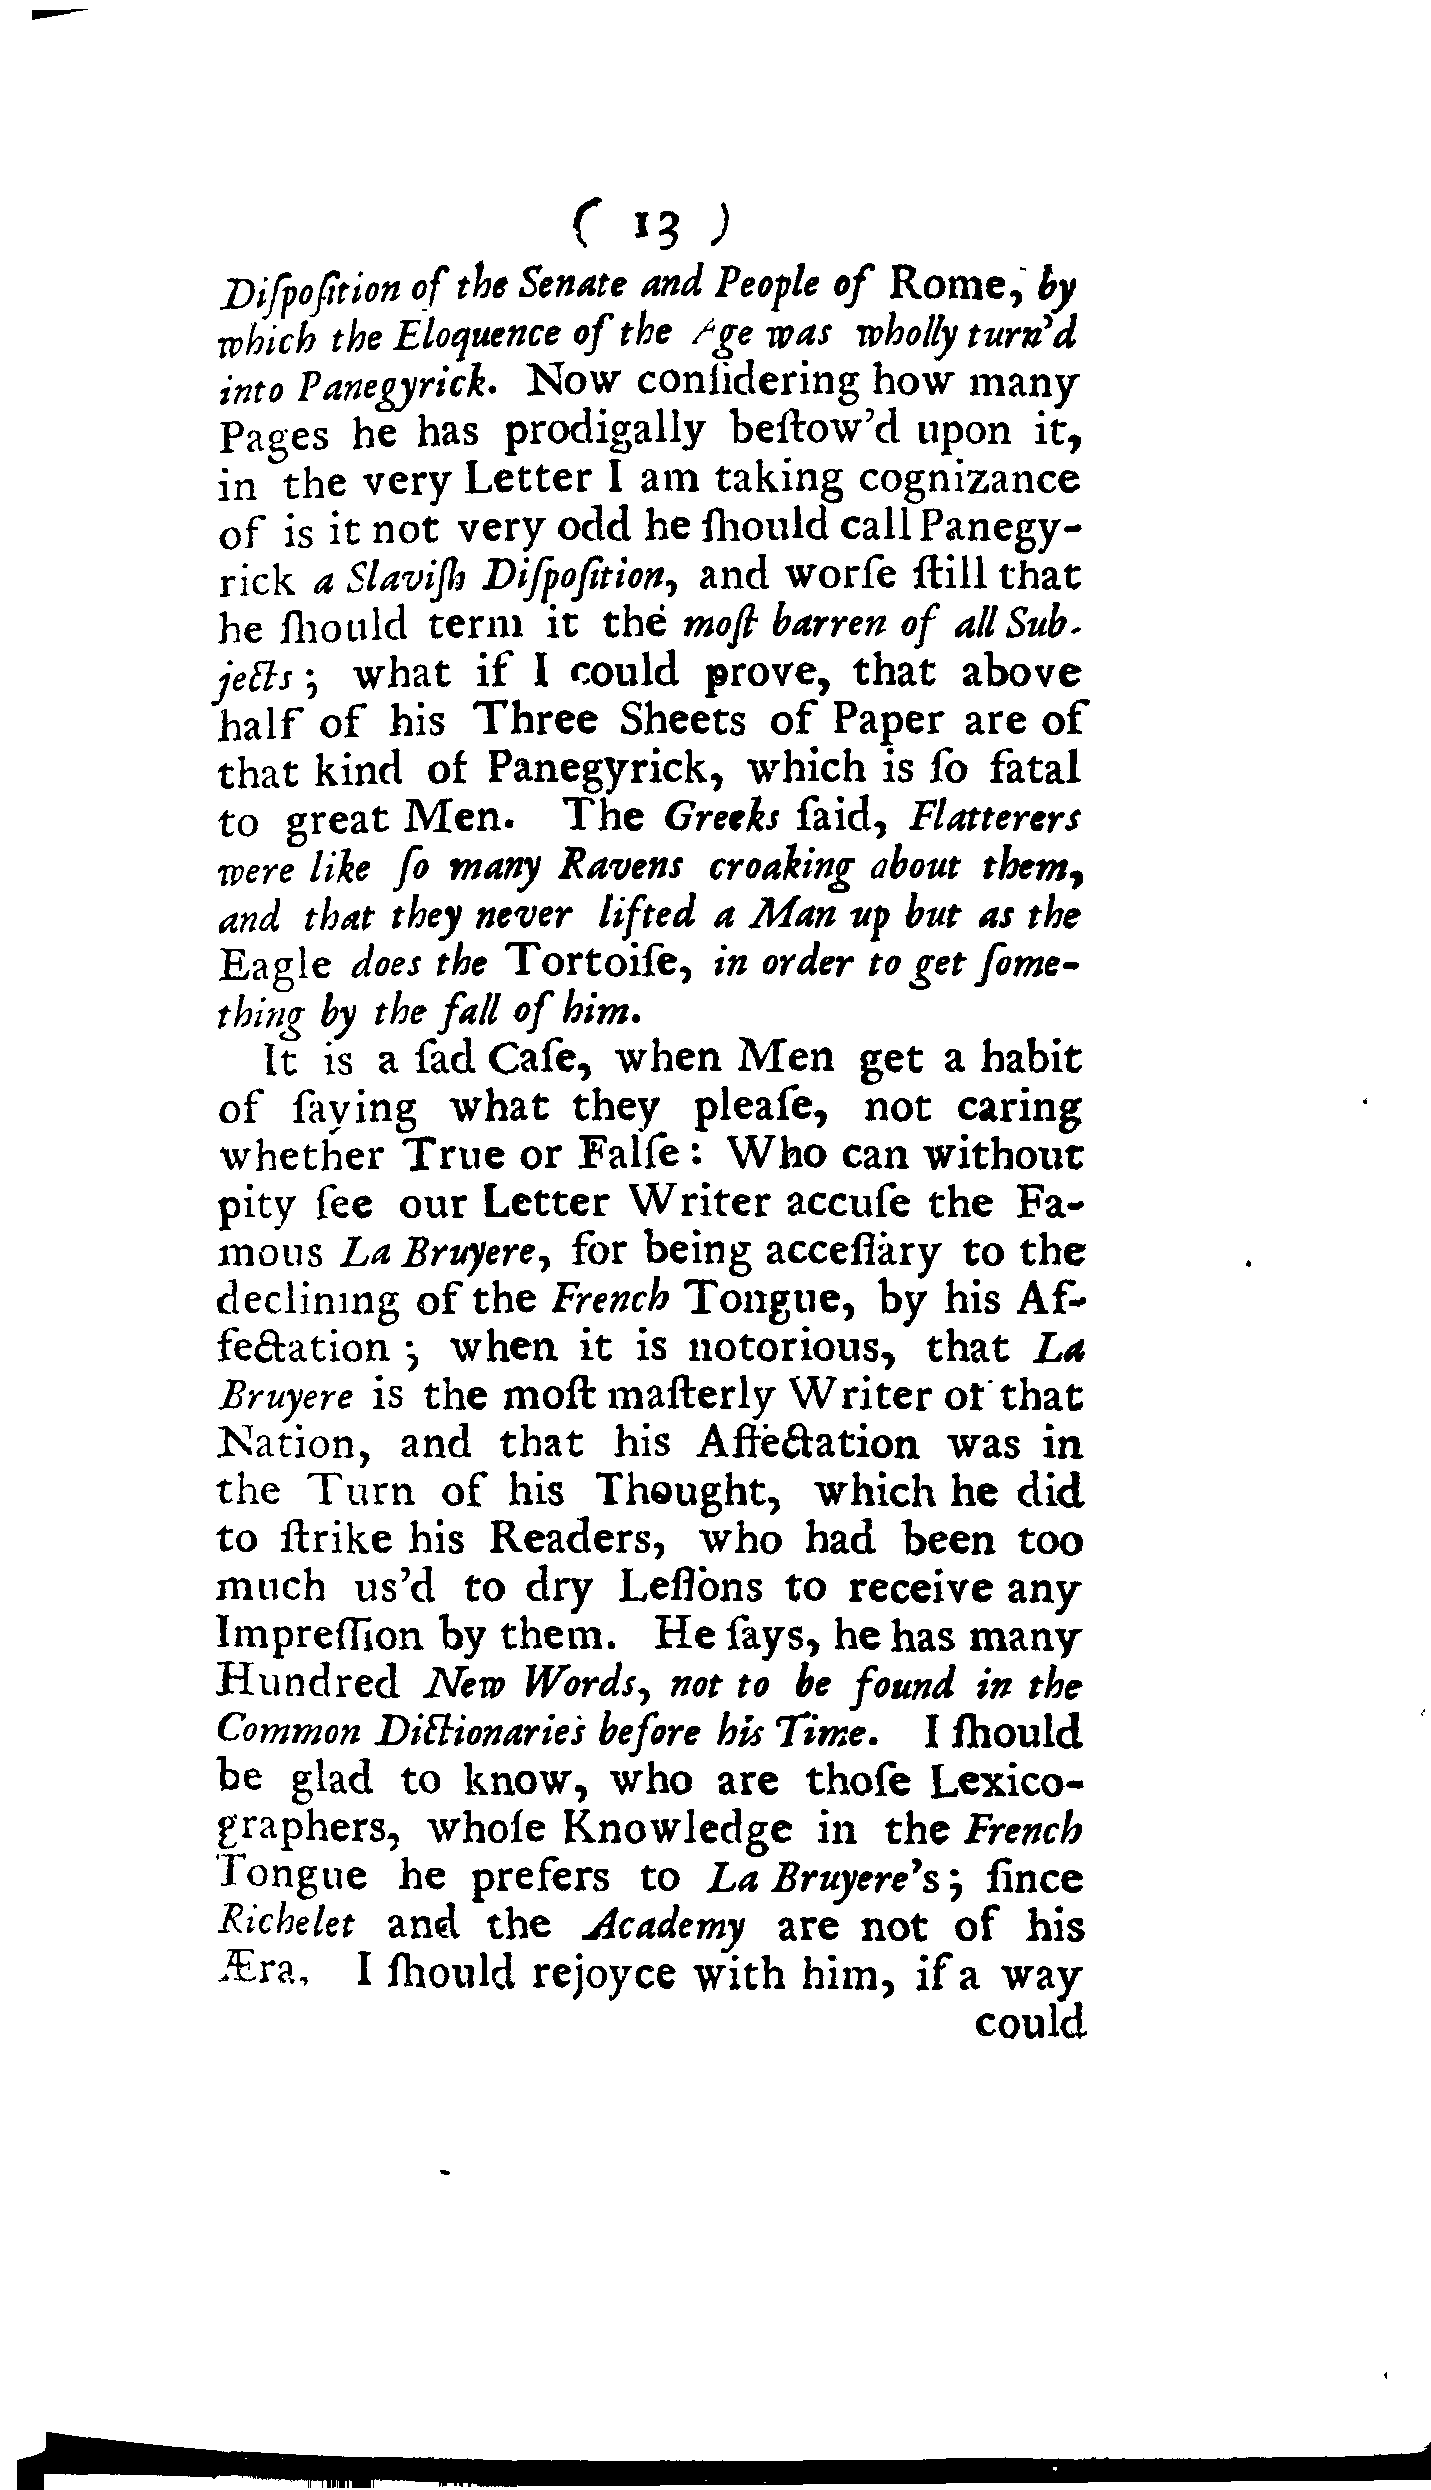 ( 13 )
Diſpoſition of the Senate and People of Rome, by
which the Eloquence of the Age was wholly turn'd
into Panegyrick. Now conſidering how many
Pages he has prodigally beſtow'd upon it,
in the very Letter I am taking cognizance
of is it not very odd he ſhould call Panegy-
rick a Slaviſh Diſpoſition, and worſe ſtill that
he ſhould term it the moſt barren of all Sub-
jects; what if I could prove, that above
half of his Three Sheets of Paper are of
that kind of Panegyrick, which is ſo fatal
to great Men. The Greeks ſaid, Flatterers
were like ſo many Ravens croaking about them,
and that they never lifted a Man up but as the
Eagle does the Tortoiſe, in order to get ſome-
thing by the fall of him.
It is a ſad Caſe, when Men get a habit
of ſaying what they pleaſe, not caring
whether True or Falſe: Who can without
pity ſee our Letter Writer accuſe the Fa-
mous La Bruyere, for being acceſſary to the
declining of the French Tongue, by his Af-
fectation; when it is notorious, that La
Bruyere is the moſt maſterly Writer of that
Nation, and that his Affectation was in
the Turn of his Thought, which he did
to ſtrike his Readers, who had been too
much us'd to dry Leſſons to receive any
Impreſſion by them. He ſays, he has many
Hundred New Words, not to be found in the
Common Dictionaries before his Time. I ſhould
be glad to know, who are thoſe Lexico-
graphers, whoſe Knowledge in the French
Tongue he prefers to La Bruyere's; ſince
Richelet and the Academy are not of his
Æra. I ſhould rejoyce with him, if a way
could